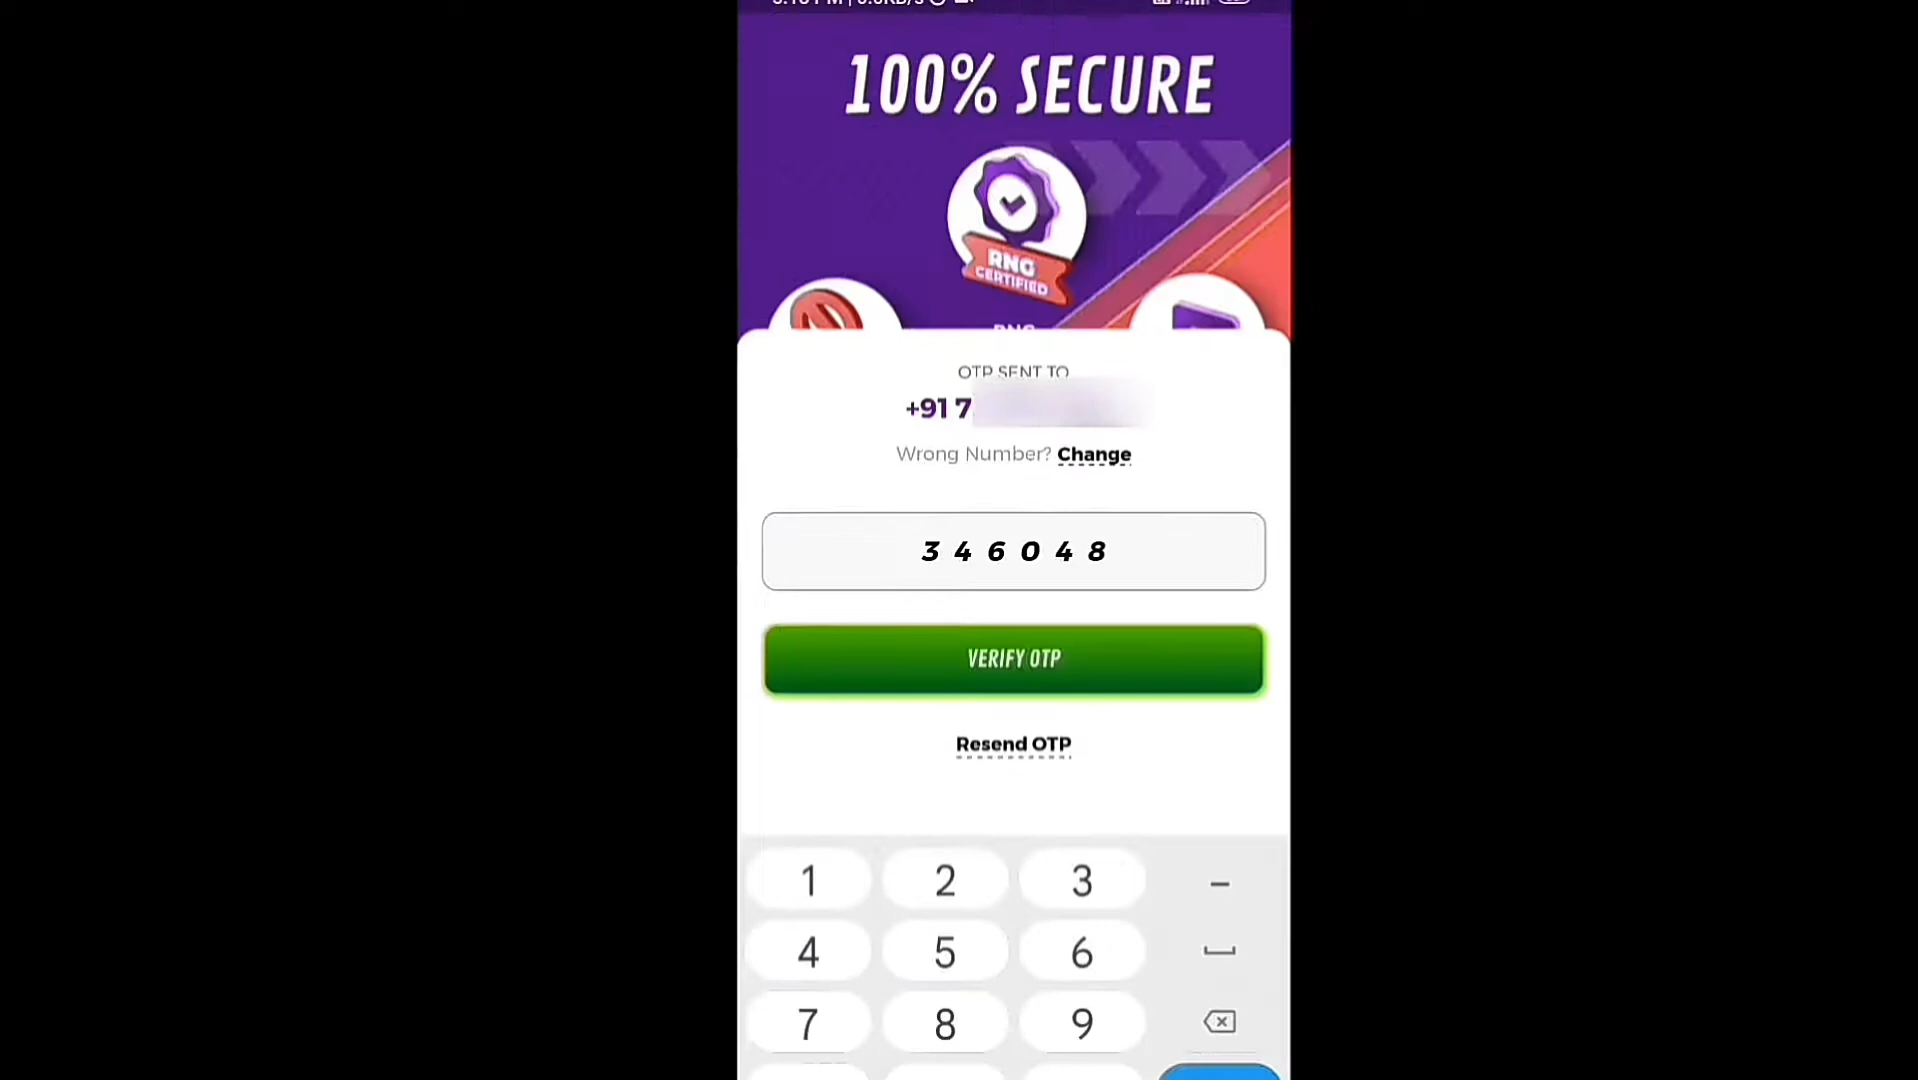 100% SECURE
RNG
CERTIFIED
OTP SENT TO
+91 7
Wrong Number? Change
3 4 6 0 4 8
VERIFY OTP
Resend OTP
1 2 3 –
4 5 6
7 8 9